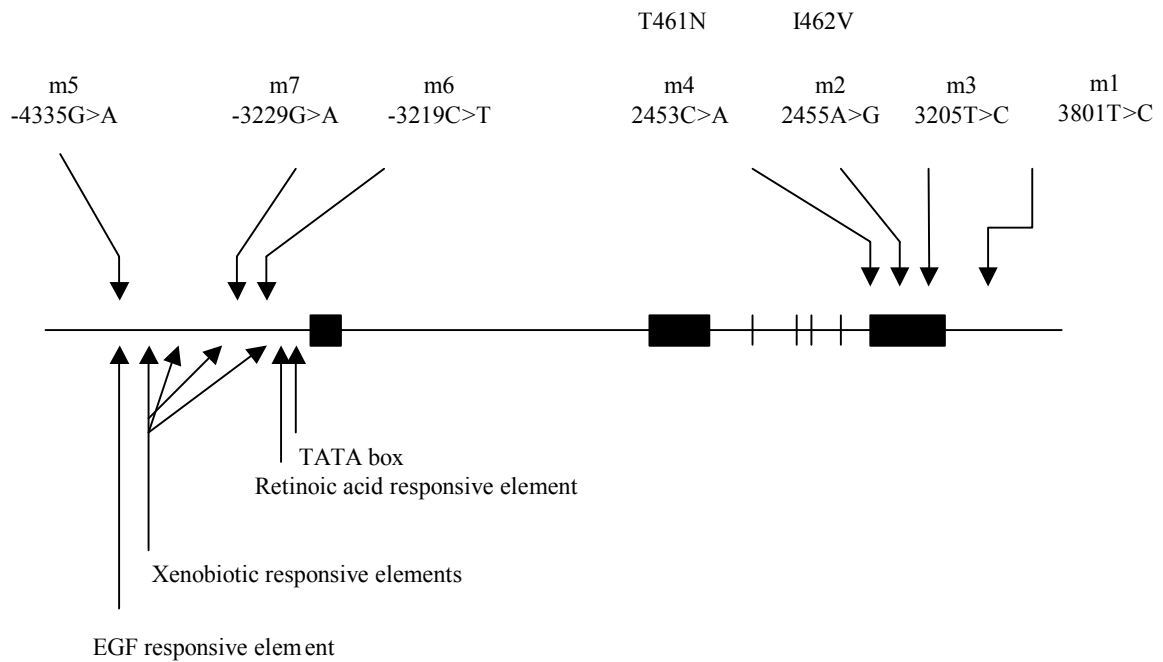 T461N I462V
m5 m7 m6 m4 m2 m3 m1
-4335G>A -3229G>A -3219C>T 2453C>A 2455A>G 3205T>C 3801T>C
TATA box
Retinoic acid responsive element
Xenobiotic responsive elements
EGF responsive element